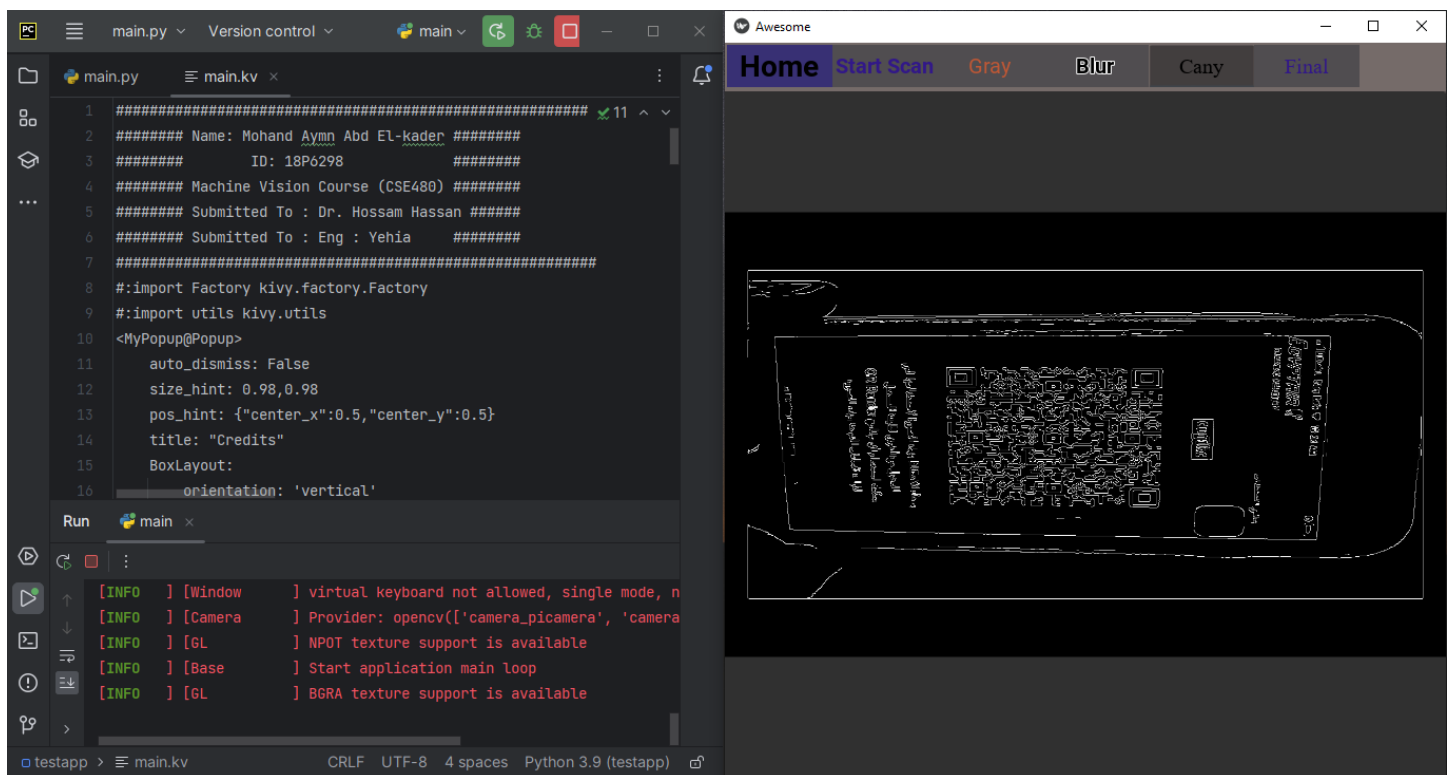 main.py
Version control
main
main.py
main.kv
11
1 ########################################################
2 ######## Name: Mohand Aymn Abd El-kader ########
3 ######## ID: 18P6298 ########
4 ######## Machine Vision Course (CSE480) ########
5 ######## Submitted To : Dr. Hossam Hassan ######
6 ######## Submitted To : Eng : Yehia ########
7 #########################################################
8 #:import Factory kivy.factory.Factory
9 #:import utils kivy.utils
10 <MyPopup@Popup>
11 auto_dismiss: False
12 size_hint: 0.98,0.98
13 pos_hint: {"center_x":0.5,"center_y":0.5}
14 title: "Credits"
15 BoxLayout:
16 orientation: 'vertical'
Run main
[INFO ] [Window ] virtual keyboard not allowed, single mode, n
[INFO ] [Camera ] Provider: opencv(['camera_picamera', 'camera
[INFO ] [GL ] NPOT texture support is available
[INFO ] [Base ] Start application main loop
[INFO ] [GL ] BGRA texture support is available
testapp > main.kv CRLF UTF-8 4 spaces Python 3.9 (testapp)
PC
Awesome
Home Start Scan Gray Blur Cany Final